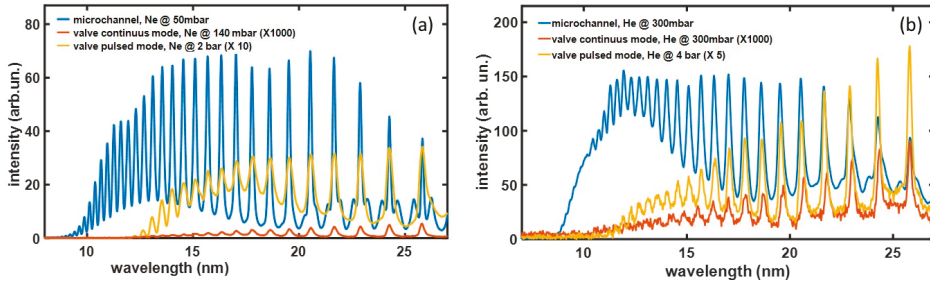 (a)
microchannel, Ne @ 50mbar
valve continuus mode, Ne @ 140 mbar (X1000)
valve pulsed mode, Ne @ 2 bar (X 10)
intensity (arb.un.)
80
60
40
20
0
10
15
20
25
wavelength (nm)
(b)
microchannel, He @ 300mbar
valve continuus mode, He @ 300mbar (X1000)
valve pulsed mode, He @ 4 bar (X 5)
intensity (arb. un.)
200
150
100
50
0
10
15
20
25
wavelength (nm)